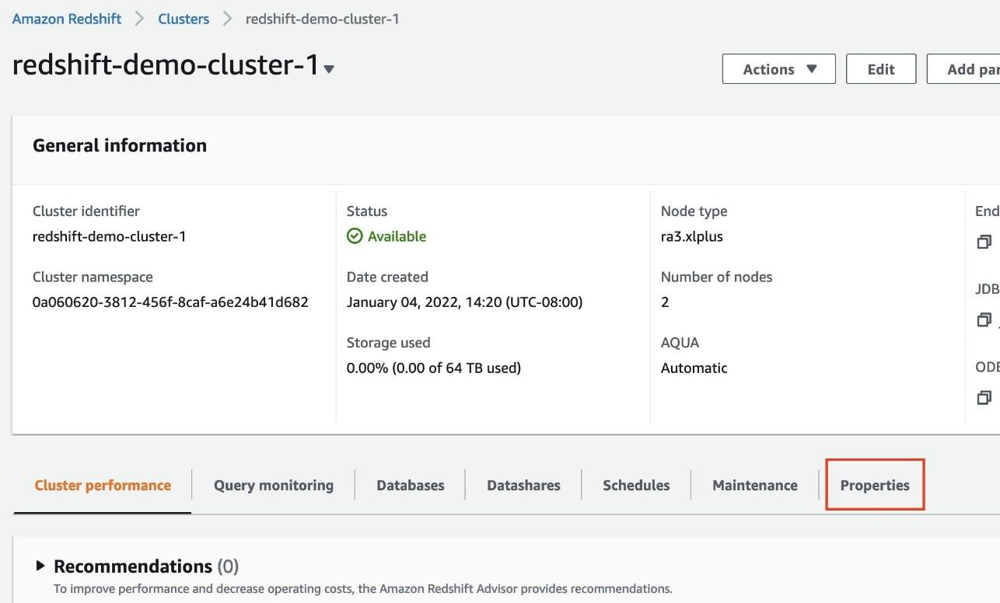 Amazon Redshift > Clusters > redshift-demo-cluster-1
redshift-demo-cluster-1
Actions
Edit
Add par
General information
Cluster identifier
redshift-demo-cluster-1
Cluster namespace
0a060620-3812-456f-8caf-a6e24b41d682
Status
Available
Date created
January 04, 2022, 14:20 (UTC-08:00)
Storage used
0.00% (0.00 of 64 TB used)
Node type
ra3.xlplus
Number of nodes
2
AQUA
Automatic
End
JDB
Cluster performance
Query monitoring
Databases
Datashares
Schedules
Maintenance
Properties
Recommendations (0)
To improve performance and decrease operating costs, the Amazon Redshift Advisor provides recommendations.